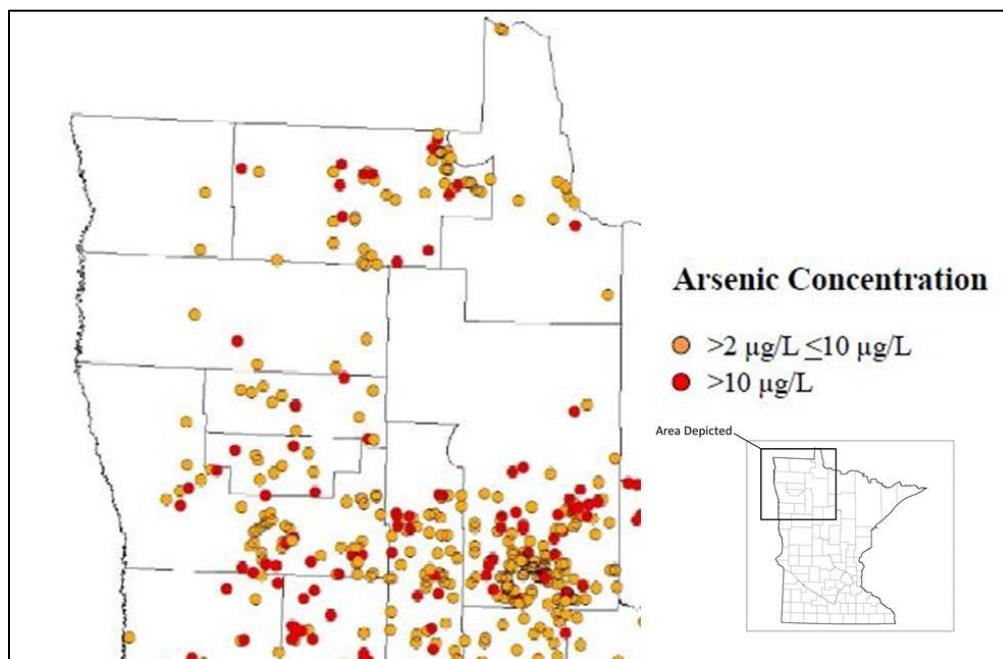 Arsenic Concentration
>2 µg/L ≤10 µg/L
>10 µg/L
Area Depicted